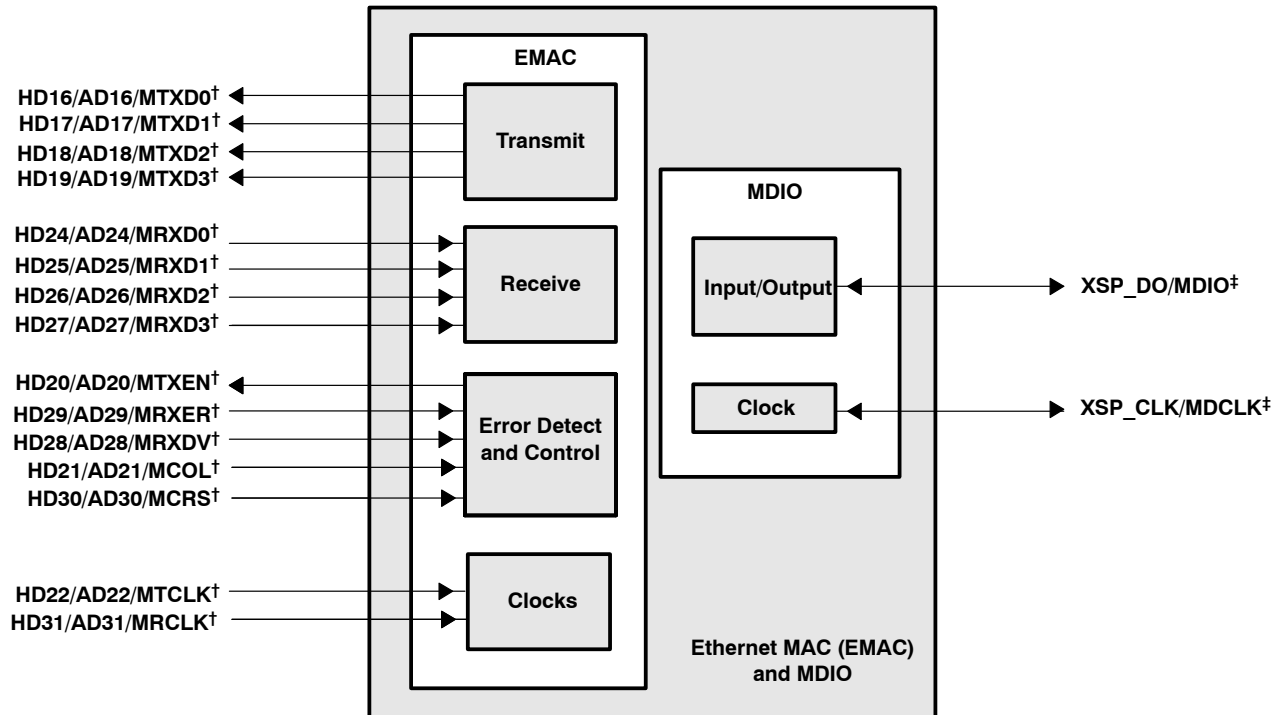 EMAC
HD16/AD16/MTXD0†
HD17/AD17/MTXD1†
HD18/AD18/MTXD2†
HD19/AD19/MTXD3†
Transmit
HD24/AD24/MRXD0†
HD25/AD25/MRXD1†
HD26/AD26/MRXD2†
HD27/AD27/MRXD3†
Receive
HD20/AD20/MTXEN†
HD29/AD29/MRXER†
HD28/AD28/MRXDV†
HD21/AD21/MCOL†
HD30/AD30/MCRS†
Error Detect
and Control
HD22/AD22/MTCLK†
HD31/AD31/MRCLK†
Clocks
MDIO
Input/Output
XSP_DO/MDIO‡
Clock
XSP_CLK/MDCLK‡
Ethernet MAC (EMAC)
and MDIO